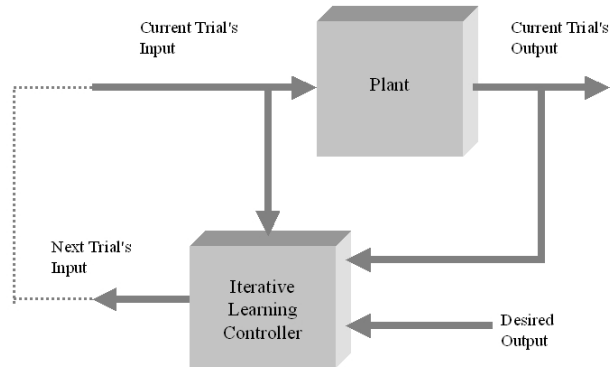 Current Trial's
Input
Current Trial's
Output
Plant
Next Trial's
Input
Iterative
Learning
Controller
Desired
Output